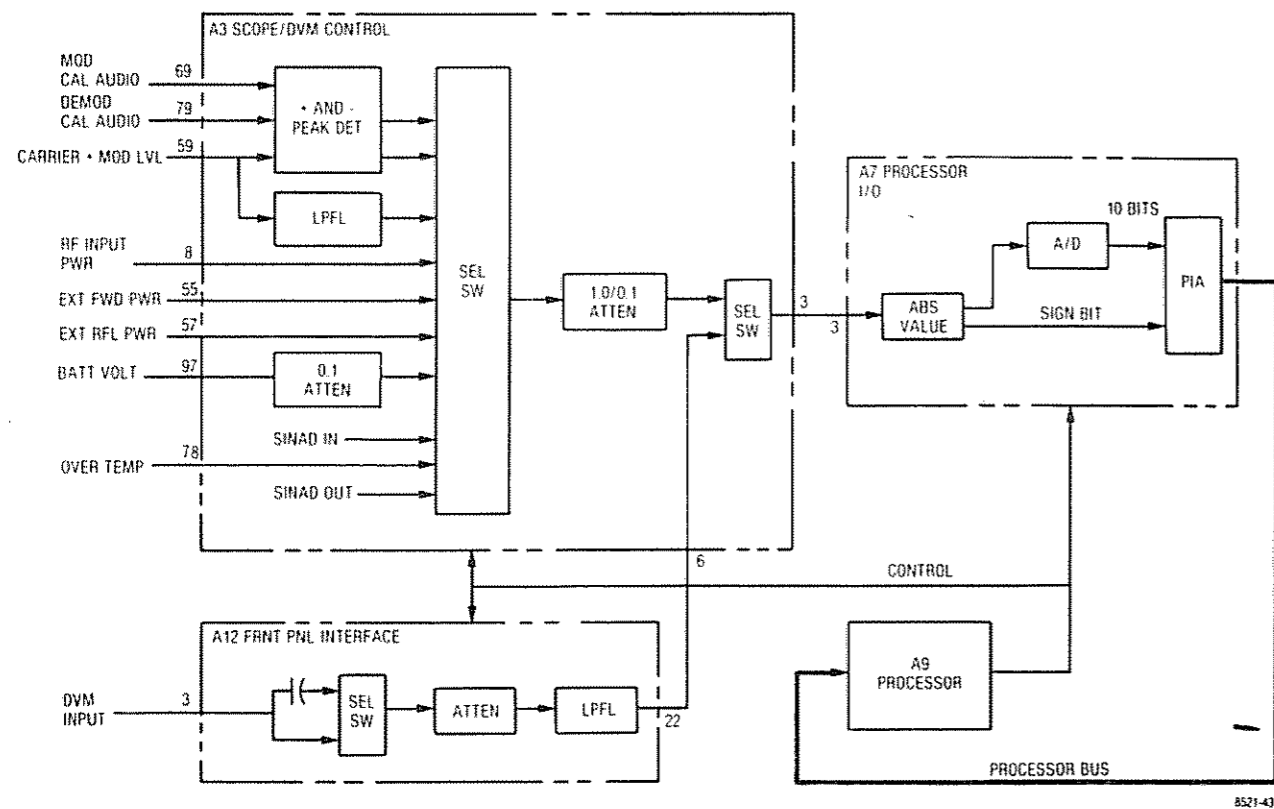 A3 SCOPE/DVM CONTROL
MOD
CAL AUDIO
69
DEMOD
CAL AUDIO
79
CARRIER + MOD LVL
59
+ AND -
PEAK DET
LPFL
RF INPUT
PWR
8
EXT FWD PWR
55
EXT RFL PWR
57
BATT VOLT
97
0.1
ATTEN
SINAD IN
OVER TEMP
78
SINAD OUT
SEL
SW
1.0/0.1
ATTEN
SEL
SW
3
3
A7 PROCESSOR
I/O
ABS
VALUE
A/D
10 BITS
SIGN BIT
PIA
6
CONTROL
A12 FRNT PNL INTERFACE
DVM
INPUT
3
SEL
SW
ATTEN
LPFL
22
A9
PROCESSOR
PROCESSOR BUS
8521-43